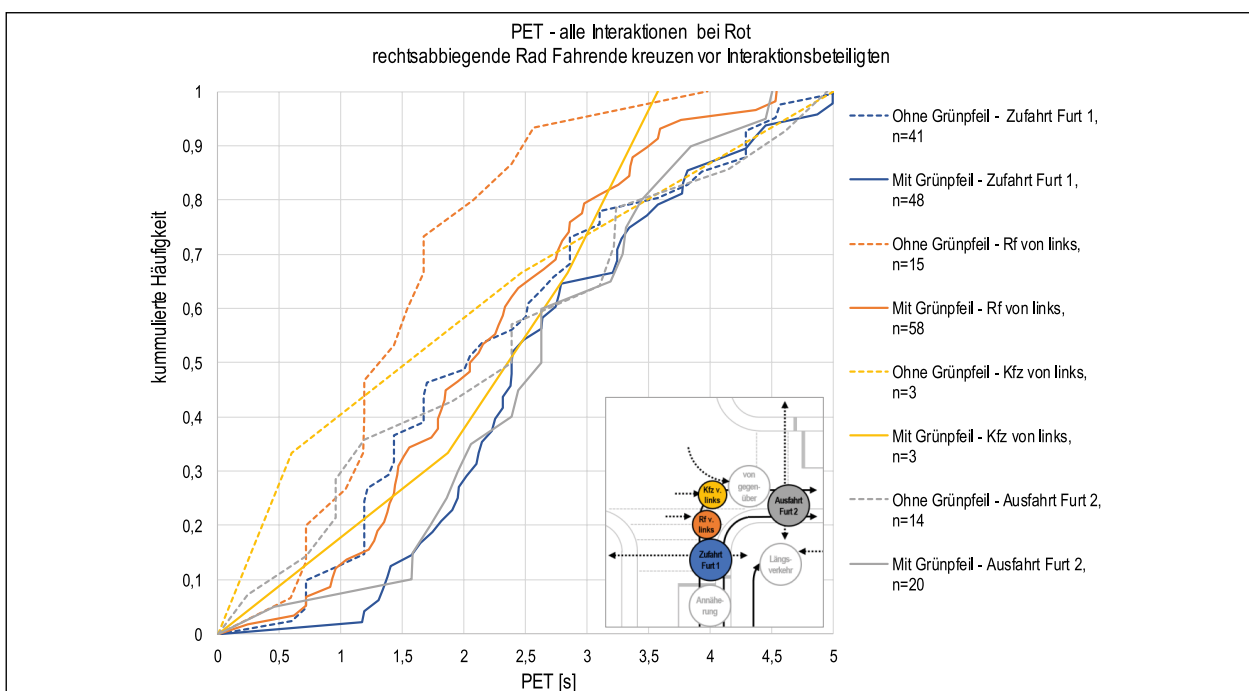 PET - alle Interaktionen bei Rot
rechtsabbiegende Rad Fahrende kreuzen vor Interaktionsbeteiligten
kummulierte Häufigkeit
1
0,9
0,8
0,7
0,6
0,5
0,4
0,3
0,2
0,1
0
0
0,5
1
1,5
2
2,5
3
3,5
4
4,5
5
PET [s]
Ohne Grünpfeil - Zufahrt Furt 1,
n=41
Mit Grünpfeil - Zufahrt Furt 1,
n=48
Ohne Grünpfeil - Rf von links,
n=15
Mit Grünpfeil - Rf von links,
n=58
Ohne Grünpfeil - Kfz von links,
n=3
Mit Grünpfeil - Kfz von links,
n=3
Ohne Grünpfeil - Ausfahrt Furt 2,
n=14
Mit Grünpfeil - Ausfahrt Furt 2,
n=20
von
gegen-
über
Kfz v.
links
Ausfahrt
Furt 2
Rf v.
links
Zufahrt
Furt 1
Längs-
verkehr
Annähe-
rung